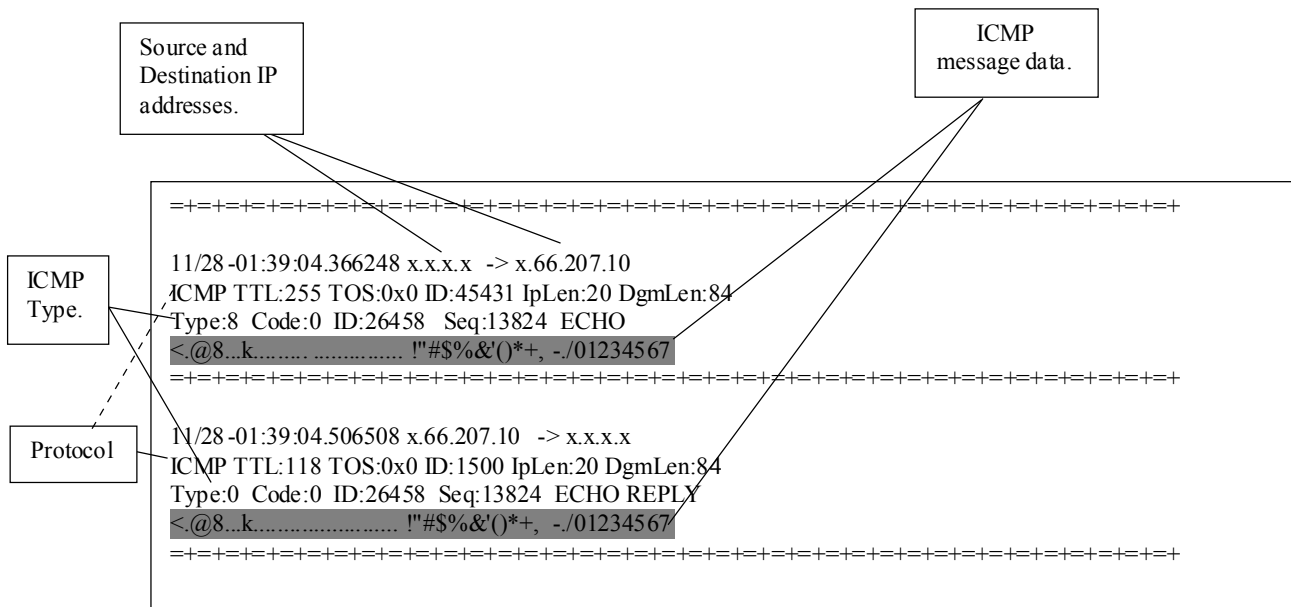 Source and
Destination IP
addresses.
ICMP
message data.
=+=+=+=+=+=+=+=+=+=+=+=+=+=+=+=+=+=+=+=+=+=+=+=+=+=+=+=+=+=+=+=+=+=+=+=+=+
11/28-01:39:04.366248 x.x.x.x -> x.66.207.10
ICMP TTL:255 TOS:0x0 ID:45431 IpLen:20 DgmLen:84
Type:8 Code:0 ID:26458 Seq:13824 ECHO
<.@8...k......... ............... !"#$%&'()*+, -./01234567
=+=+=+=+=+=+=+=+=+=+=+=+=+=+=+=+=+=+=+=+=+=+=+=+=+=+=+=+=+=+=+=+=+=+=+=+=+
ICMP
Type.
Protocol
11/28-01:39:04.506508 x.66.207.10 -> x.x.x.x
ICMP TTL:118 TOS:0x0 ID:1500 IpLen:20 DgmLen:84
Type:0 Code:0 ID:26458 Seq:13824 ECHO REPLY
<.@8...k........................ !"#$%&'()*+, -./01234567
=+=+=+=+=+=+=+=+=+=+=+=+=+=+=+=+=+=+=+=+=+=+=+=+=+=+=+=+=+=+=+=+=+=+=+=+=+